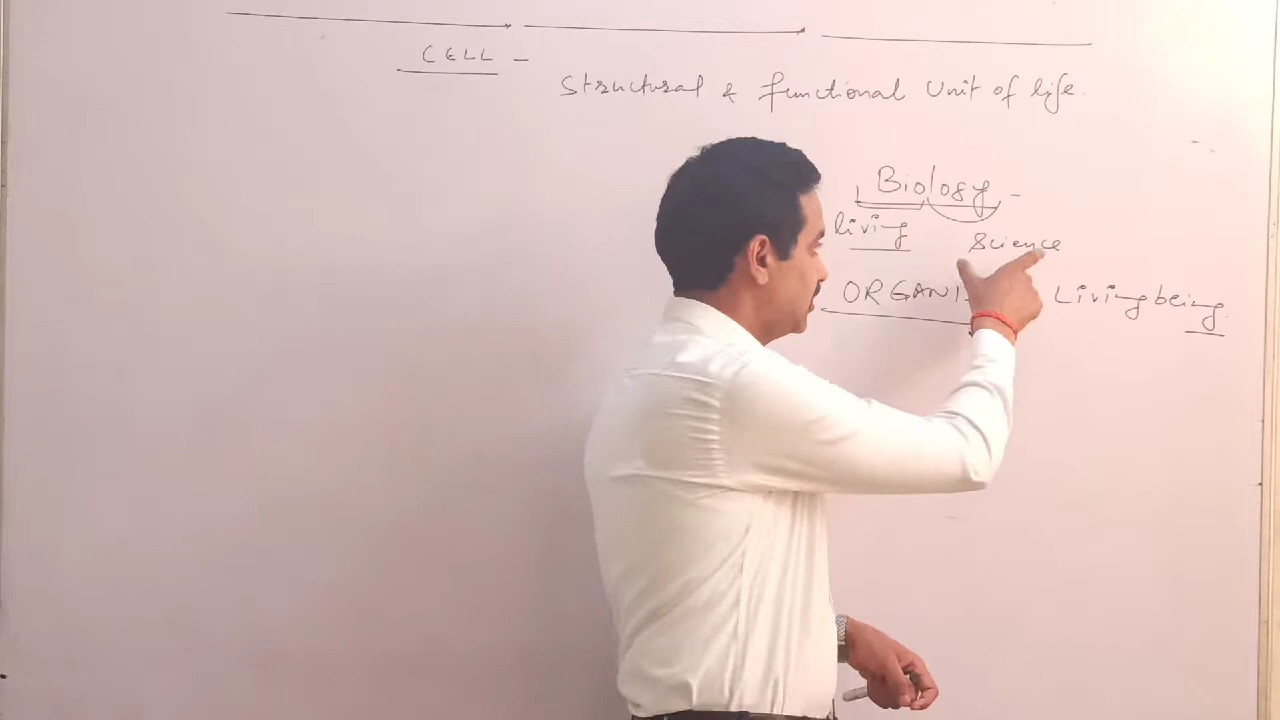 CELL -
Structural & functional Unit of life.
Biology -
living Science
ORGANI Living being